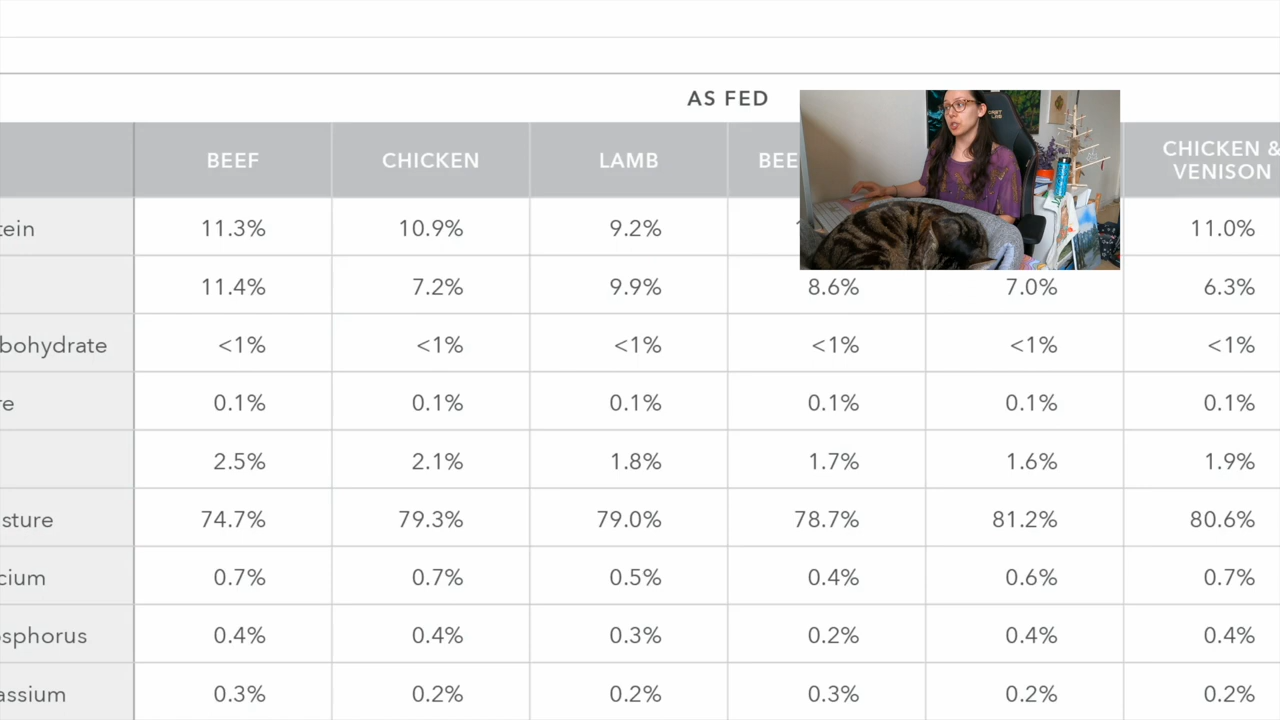 AS FED
BEEF CHICKEN LAMB BEE CHICKEN & VENISON
tein 11.3% 10.9% 9.2% 11.0%
11.4% 7.2% 9.9% 8.6% 7.0% 6.3%
bohydrate <1% <1% <1% <1% <1% <1%
re 0.1% 0.1% 0.1% 0.1% 0.1% 0.1%
2.5% 2.1% 1.8% 1.7% 1.6% 1.9%
sture 74.7% 79.3% 79.0% 78.7% 81.2% 80.6%
cium 0.7% 0.7% 0.5% 0.4% 0.6% 0.7%
sphorus 0.4% 0.4% 0.3% 0.2% 0.4% 0.4%
assium 0.3% 0.2% 0.2% 0.3% 0.2% 0.2%